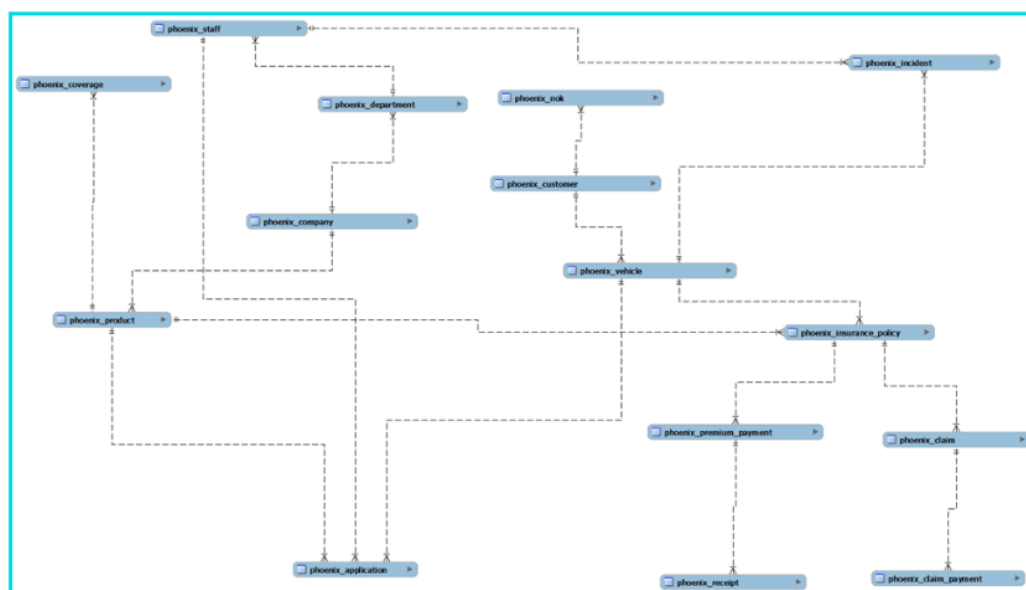 phoenix_staff
phoenix_incident
phoenix_coverage
phoenix_department
phoenix_nok
phoenix_customer
phoenix_company
phoenix_vehicle
phoenix_product
phoenix_insurance_policy
phoenix_premium_payment
phoenix_claim
phoenix_application
phoenix_receipt
phoenix_claim_payment